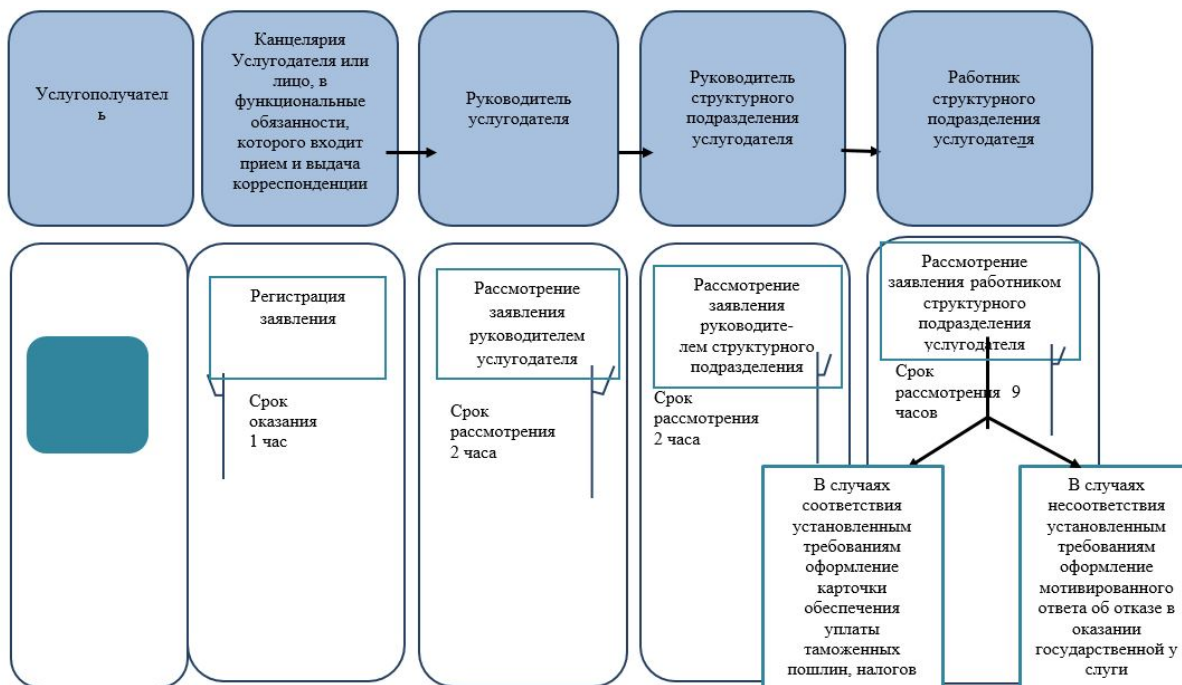 Услугополучател
ь
Канцелярия
Услугодателя или
лицо, в
функциональные
обязанности,
которого входит
прием и выдача
корреспонденции
Руководитель
услугодателя
Руководитель
структурного
подразделения
услугодателя
Работник
структурного
подразделения
услугодателя
Регистрация
заявления
Срок
оказания
1 час
Рассмотрение
заявления
руководителем
услугодателя
Срок
рассмотрения
2 часа
Рассмотрение
заявления
руководите-
лем структурного
подразделения
Срок
рассмотрения
2 часа
Рассмотрение
заявления работником
структурного
подразделения
услугодателя
Срок
рассмотрения 9
часов
В случаях
соответствия
установленным
требованиям
оформление
карточки
обеспечения
уплаты
таможенных
пошлин, налогов
В случаях
несоответствия
установленным
требованиям
оформление
мотивированного
ответа об отказе в
оказании
государственной у
слуги